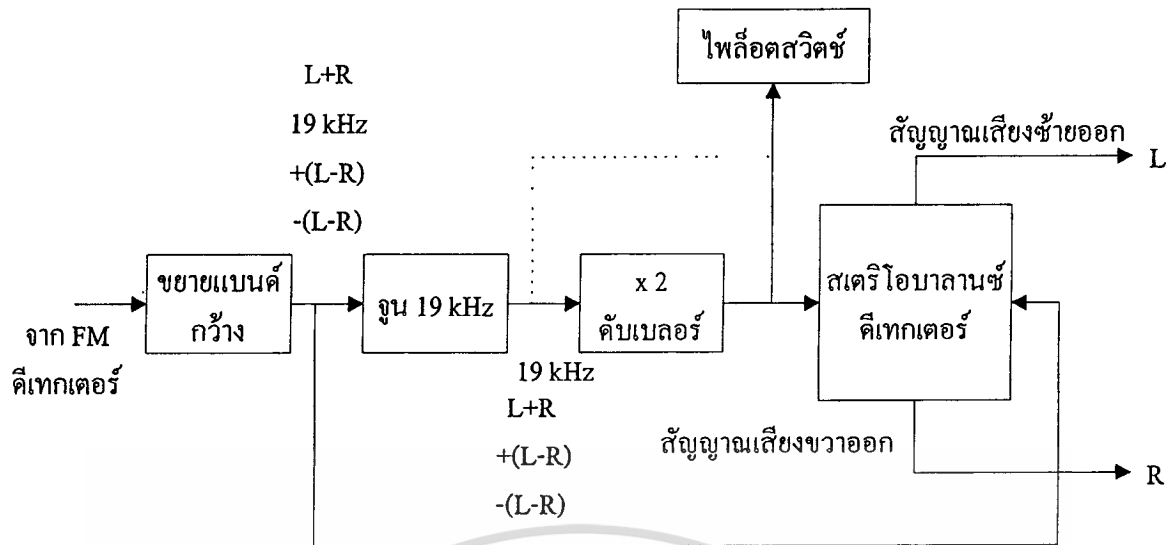 ไพล็อตสวิตช์
L+R
19 kHz
+(L-R)
-(L-R)
สัญญาณเสียงซ้ายออก
L
ขยายแบนด์
กว้าง
จูน 19 kHz
x 2
ดับเบลอร์
สเตริโอบาลานซ์
ดีเทกเตอร์
จาก FM
ดีเทกเตอร์
19 kHz
L+R
+(L-R)
-(L-R)
สัญญาณเสียงขวาออก
R